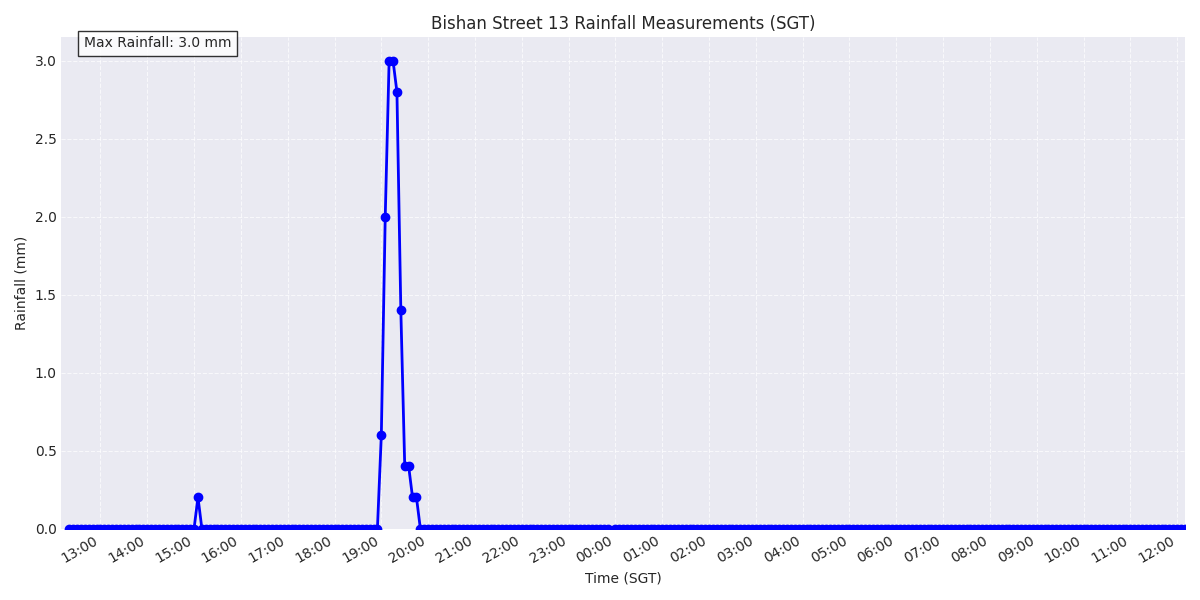 Bishan Street 13 Rainfall Measurements (SGT)
Max Rainfall: 3.0 mm
3.0
2.5
2.0
1.5
1.0
0.5
0.0
Rainfall (mm)
13:00 14:00 15:00 16:00 17:00 18:00 19:00 20:00 21:00 22:00 23:00 00:00 01:00 02:00 03:00 04:00 05:00 06:00 07:00 08:00 09:00 10:00 11:00 12:00
Time (SGT)